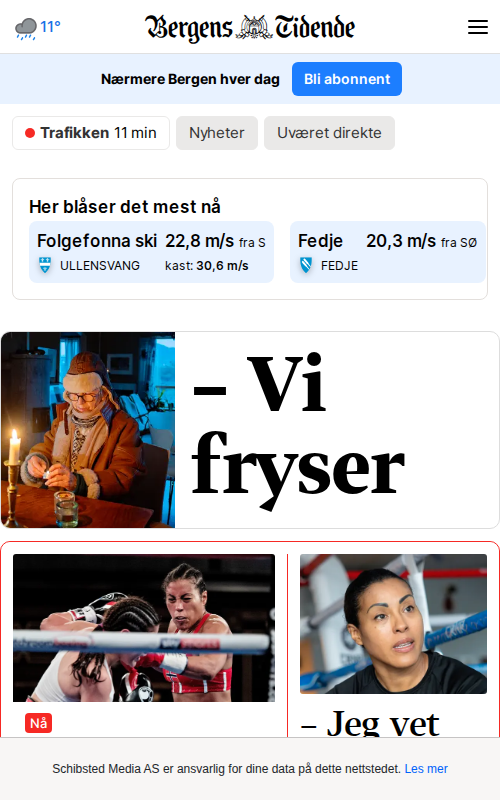 11°
Bergens Tidende
Nærmere Bergen hver dag
Bli abonnent
Trafikken 11 min
Nyheter
Uværet direkte
Her blåser det mest nå
Folgefonna ski 22,8 m/s fra S
ULLENSVANG kast: 30,6 m/s
Fedje 20,3 m/s fra SØ
FEDJE
– Vi
fryser
Nå
– Jeg vet
Schibsted Media AS er ansvarlig for dine data på dette nettstedet. Les mer